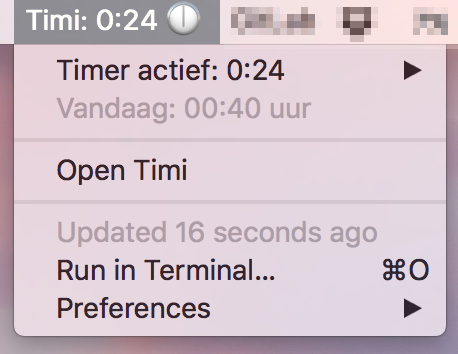 Timi: 0:24
Timer actief: 0:24
Vandaag: 00:40 uur
Open Timi
Updated 16 seconds ago
Run in Terminal... ⌘O
Preferences